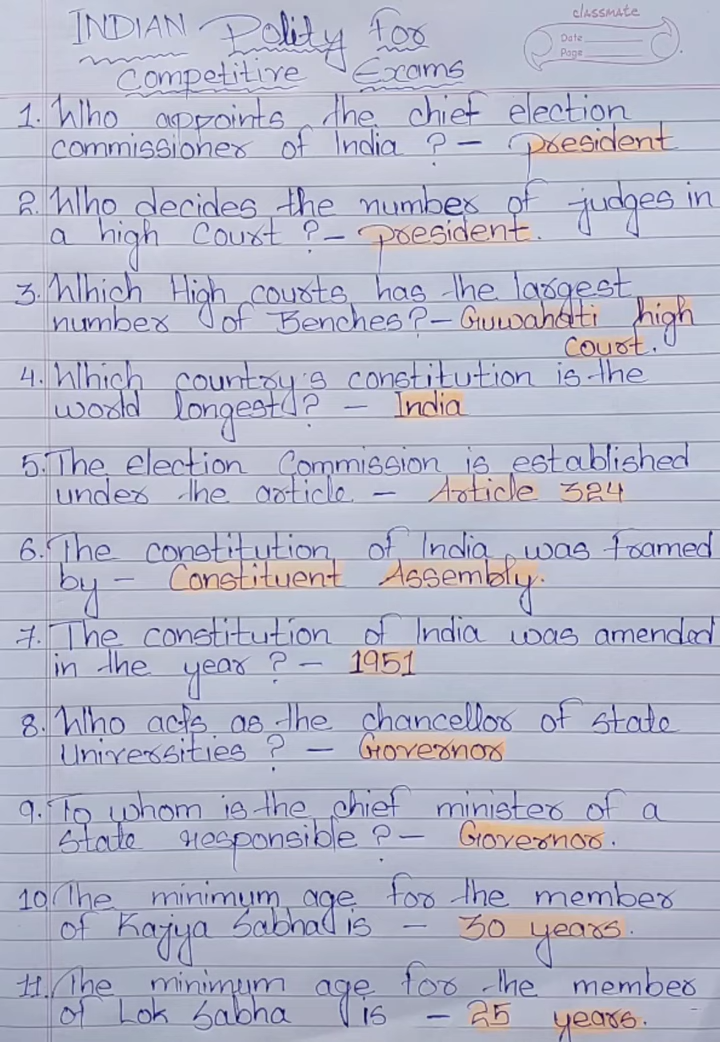 classmate
Date
Page
INDIAN Polity for
Competitive Exams
1. Who appoints the chief election
commissioner of India ? – president
2. Who decides the number of judges in
a high Court ? – president.
3. Which High courts has the largest
number of Benches? – Guwahati high
court.
4. Which country's constitution is the
world longest ? – India
5. The election Commission is established
under the article – Article 324
6. The constitution of India was framed
by – Constituent Assembly.
7. The constitution of India was amended
in the year ? – 1951
8. Who acts as the chancellor of state
Universities ? – Governor
9. To whom is the chief minister of a
state responsible ? – Governor.
10. The minimum age for the member
of Rajya Sabha is – 30 years.
11. The minimum age for the member
of Lok Sabha is – 25 years.